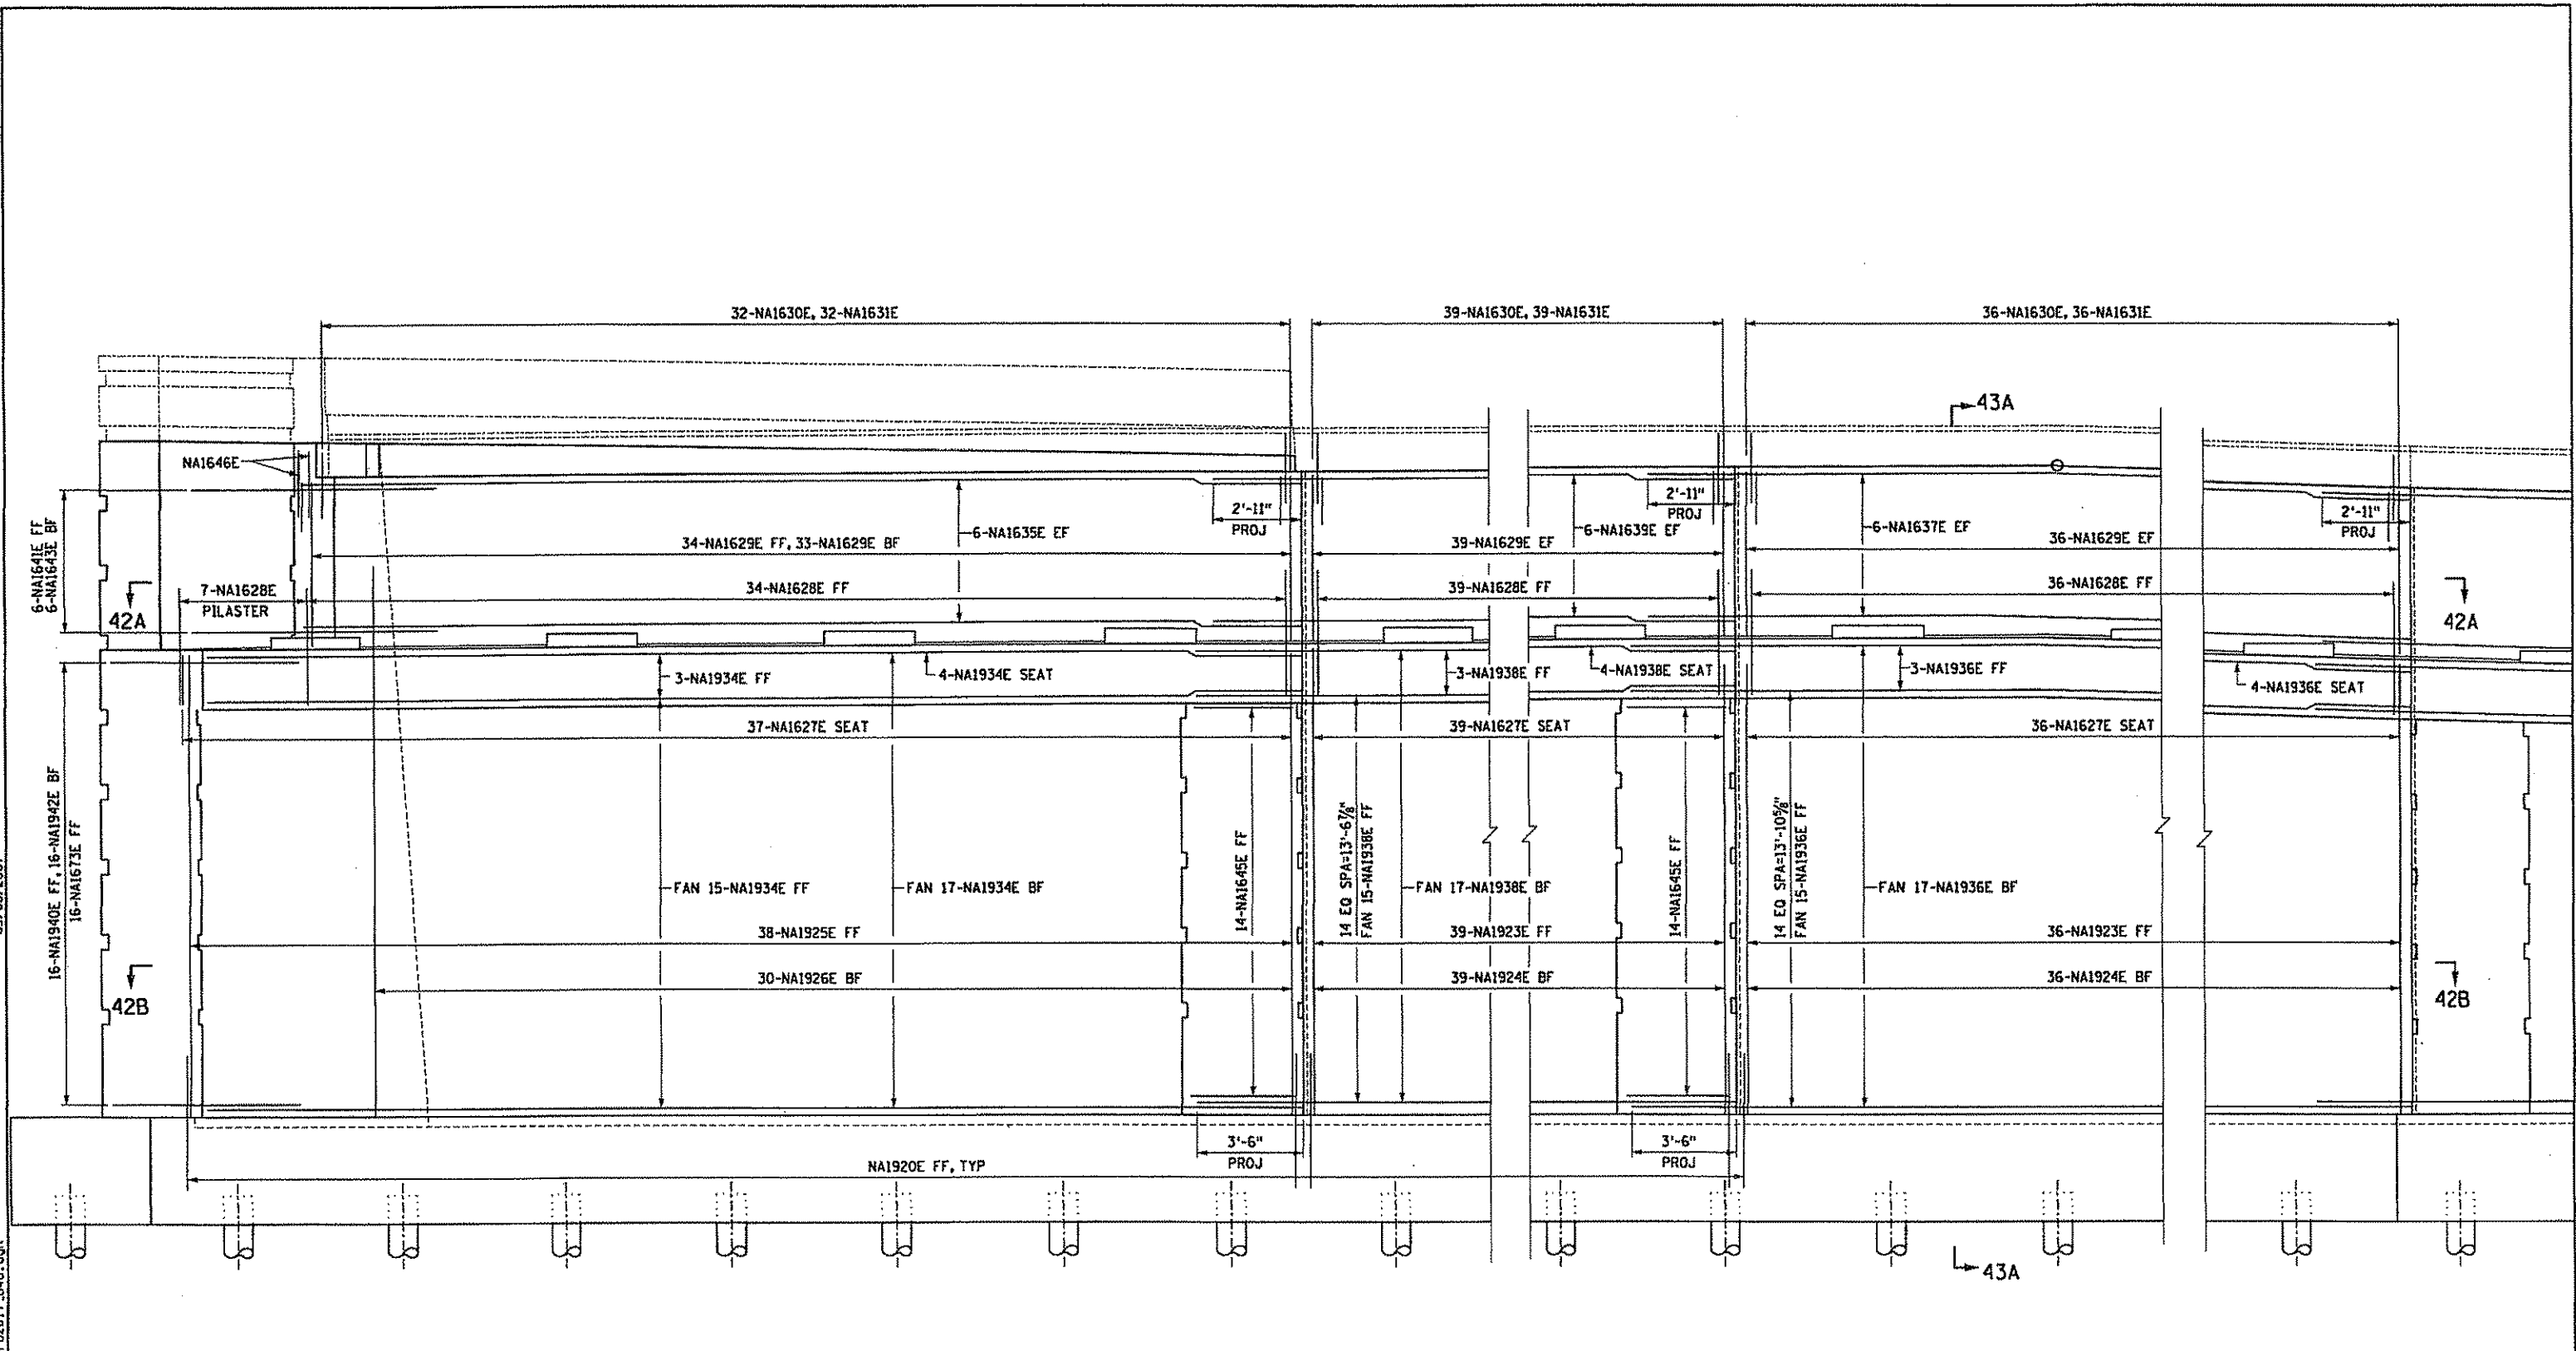 32-NA1630E, 32-NA1631E
39-NA1630E, 39-NA1631E
36-NA1630E, 36-NA1631E
43A
NA1646E
6-NA1641E FF
6-NA1643E BF
2'-11"
PROJ
2'-11"
PROJ
2'-11"
PROJ
6-NA1635E EF
6-NA1639E EF
6-NA1637E EF
34-NA1629E FF, 33-NA1629E BF
39-NA1629E EF
36-NA1629E EF
7-NA1628E
PILASTER
34-NA1628E FF
39-NA1628E FF
36-NA1628E FF
42A
42A
3-NA1934E FF
4-NA1934E SEAT
3-NA1938E FF
4-NA1938E SEAT
3-NA1936E FF
4-NA1936E SEAT
37-NA1627E SEAT
39-NA1627E SEAT
36-NA1627E SEAT
16-NA1940E FF, 16-NA1942E BF
16-NA1673E FF
FAN 15-NA1934E FF
FAN 17-NA1934E BF
14-NA1645E FF
14 EQ SPA=13'-6⅞"
FAN 15-NA1938E FF
FAN 17-NA1938E BF
14-NA1645E FF
14 EQ SPA=13'-10⅝"
FAN 15-NA1936E FF
FAN 17-NA1936E BF
38-NA1925E FF
39-NA1923E FF
36-NA1923E FF
30-NA1926E BF
39-NA1924E BF
36-NA1924E BF
42B
42B
3'-6"
PROJ
3'-6"
PROJ
NA1920E FF, TYP
43A